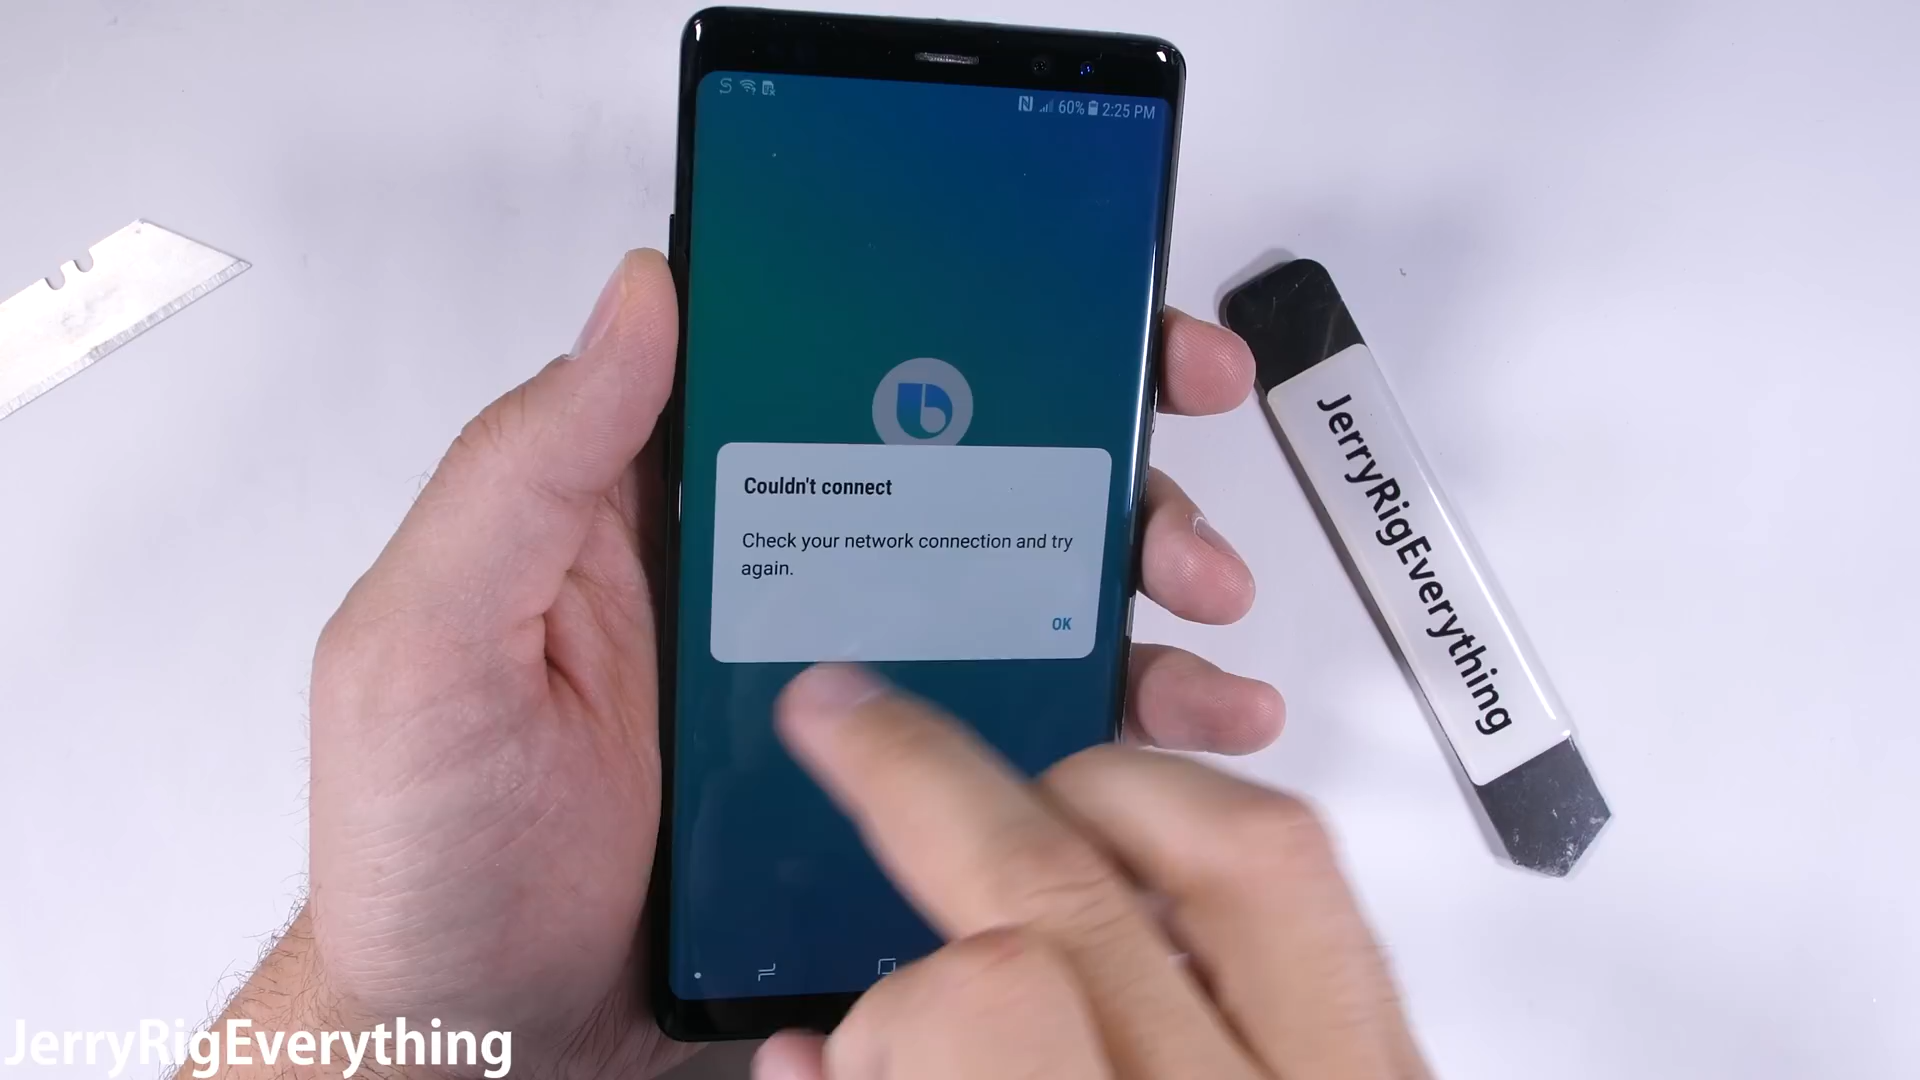 60% 2:25 PM
Couldn't connect
Check your network connection and try
again.
OK
JerryRigEverything
JerryRigEverything